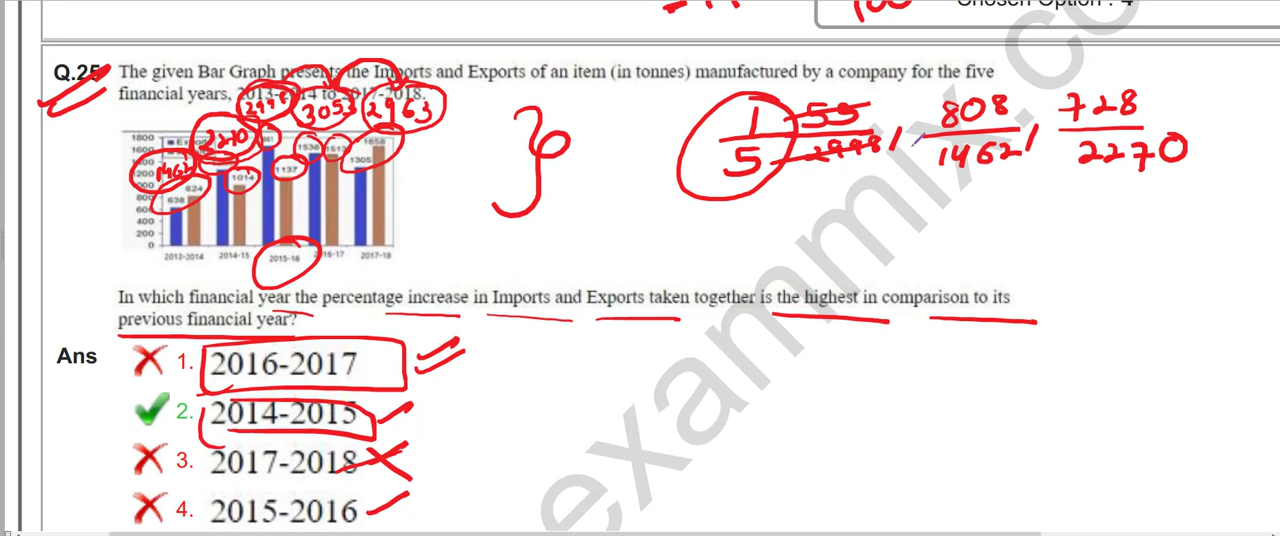 Chosen Option : 4
Q.25 The given Bar Graph presents the Imports and Exports of an item (in tonnes) manufactured by a company for the five
financial years, 2013-2014 to 2017-2018.
2998 3053 2963
2270
1462
1 53 808 728
5 2998 , 1462 , 2270
1800
1600
1400
1200
1000
800
600
400
200
0
638 824
1014
1137
1538 1512
1305 1658
2013-2014 2014-15 2015-16 2016-17 2017-18
In which financial year the percentage increase in Imports and Exports taken together is the highest in comparison to its
previous financial year?
Ans 1. 2016-2017
2. 2014-2015
3. 2017-2018
4. 2015-2016
exammix.co